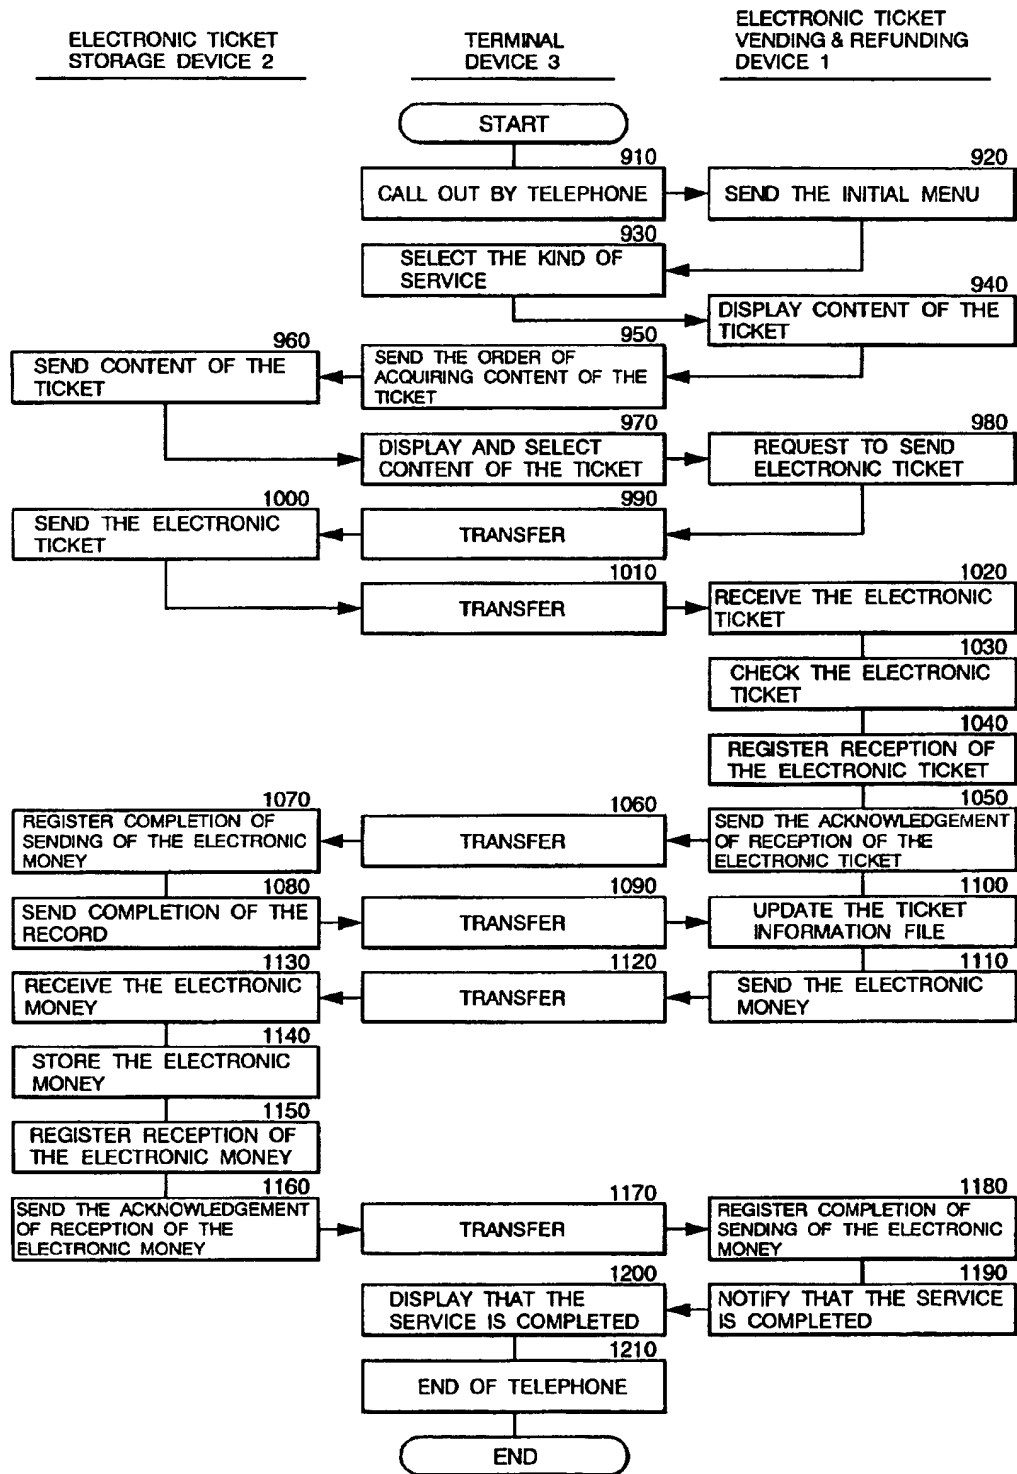 ELECTRONIC TICKET
STORAGE DEVICE 2
TERMINAL
DEVICE 3
ELECTRONIC TICKET
VENDING & REFUNDING
DEVICE 1
START
910
CALL OUT BY TELEPHONE
920
SEND THE INITIAL MENU
930
SELECT THE KIND OF
SERVICE
940
DISPLAY CONTENT OF THE
TICKET
950
SEND THE ORDER OF
ACQUIRING CONTENT OF THE
TICKET
960
SEND CONTENT OF THE
TICKET
970
DISPLAY AND SELECT
CONTENT OF THE TICKET
980
REQUEST TO SEND
ELECTRONIC TICKET
990
TRANSFER
1000
SEND THE ELECTRONIC
TICKET
1010
TRANSFER
1020
RECEIVE THE ELECTRONIC
TICKET
1030
CHECK THE ELECTRONIC
TICKET
1040
REGISTER RECEPTION OF
THE ELECTRONIC TICKET
1050
SEND THE ACKNOWLEDGEMENT
OF RECEPTION OF THE
ELECTRONIC TICKET
1060
TRANSFER
1070
REGISTER COMPLETION OF
SENDING OF THE ELECTRONIC
MONEY
1080
SEND COMPLETION OF THE
RECORD
1090
TRANSFER
1100
UPDATE THE TICKET
INFORMATION FILE
1110
SEND THE ELECTRONIC
MONEY
1120
TRANSFER
1130
RECEIVE THE ELECTRONIC
MONEY
1140
STORE THE ELECTRONIC
MONEY
1150
REGISTER RECEPTION OF
THE ELECTRONIC MONEY
1160
SEND THE ACKNOWLEDGEMENT
OF RECEPTION OF THE
ELECTRONIC MONEY
1170
TRANSFER
1180
REGISTER COMPLETION OF
SENDING OF THE ELECTRONIC
MONEY
1190
NOTIFY THAT THE SERVICE
IS COMPLETED
1200
DISPLAY THAT THE
SERVICE IS COMPLETED
1210
END OF TELEPHONE
END